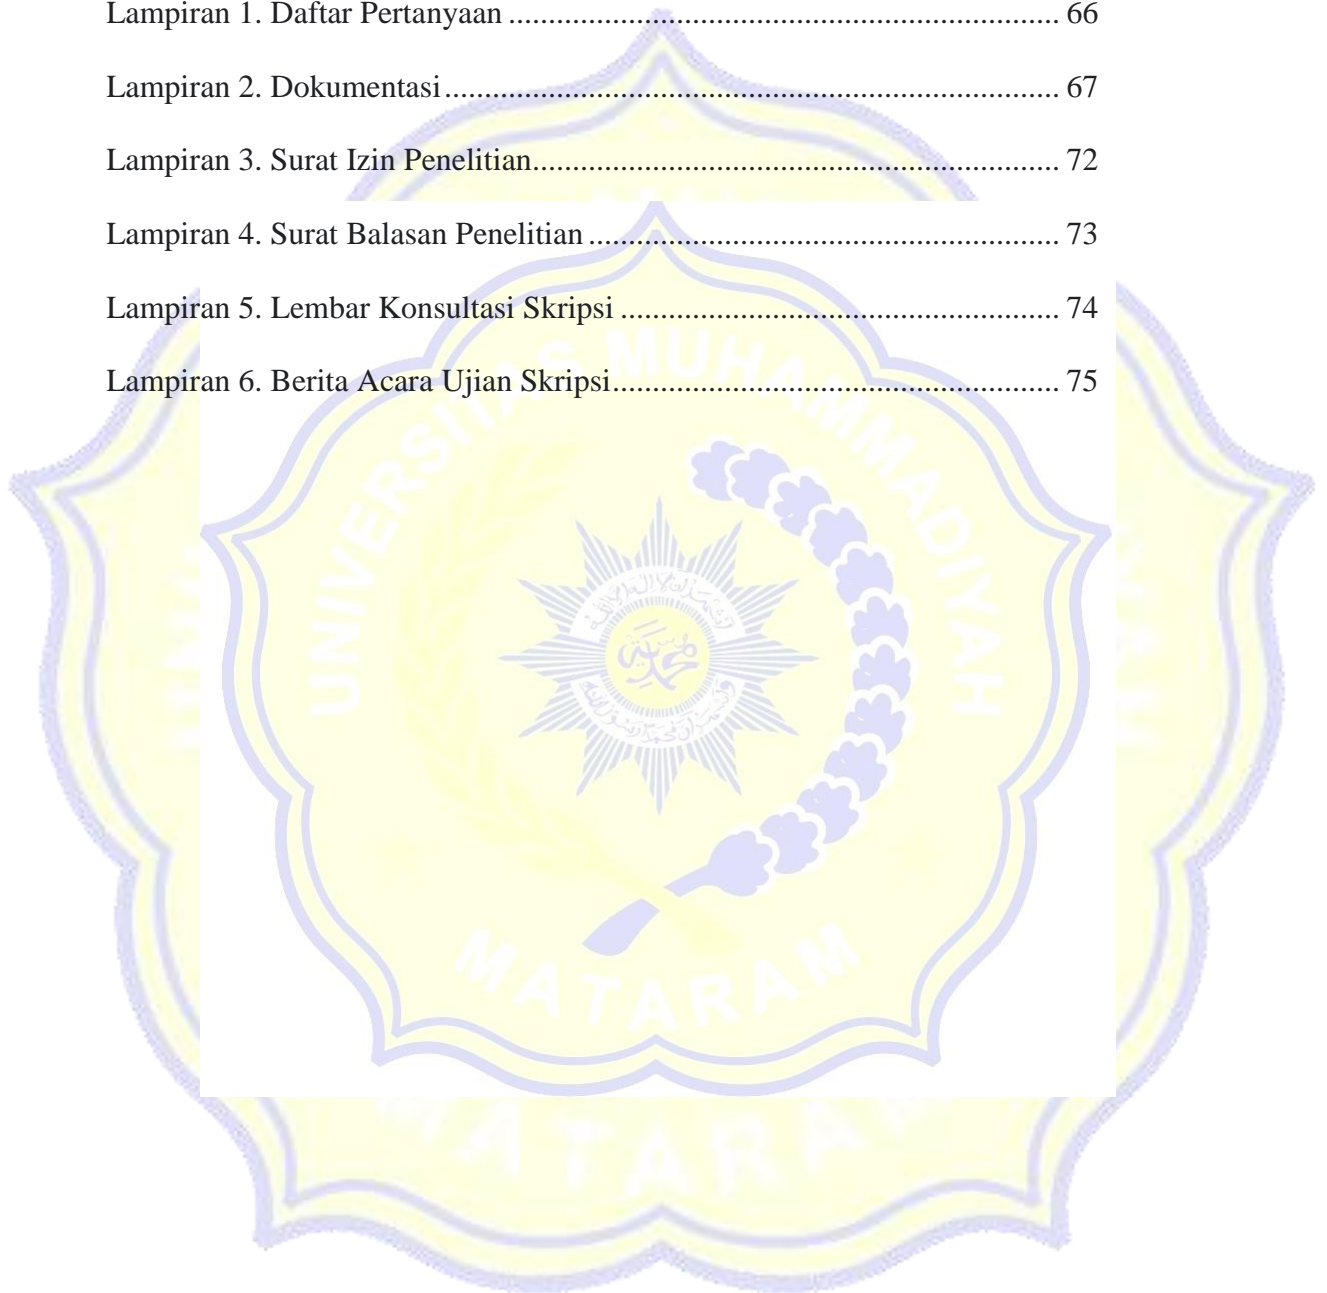 Lampiran 1. Daftar Pertanyaan ..................................................................... 66
Lampiran 2. Dokumentasi ............................................................................. 67
Lampiran 3. Surat Izin Penelitian.................................................................. 72
Lampiran 4. Surat Balasan Penelitian ........................................................... 73
Lampiran 5. Lembar Konsultasi Skripsi ....................................................... 74
Lampiran 6. Berita Acara Ujian Skripsi........................................................ 75
UNIVERSITAS MUHAMMADIYAH
MATARAM
MATARAM